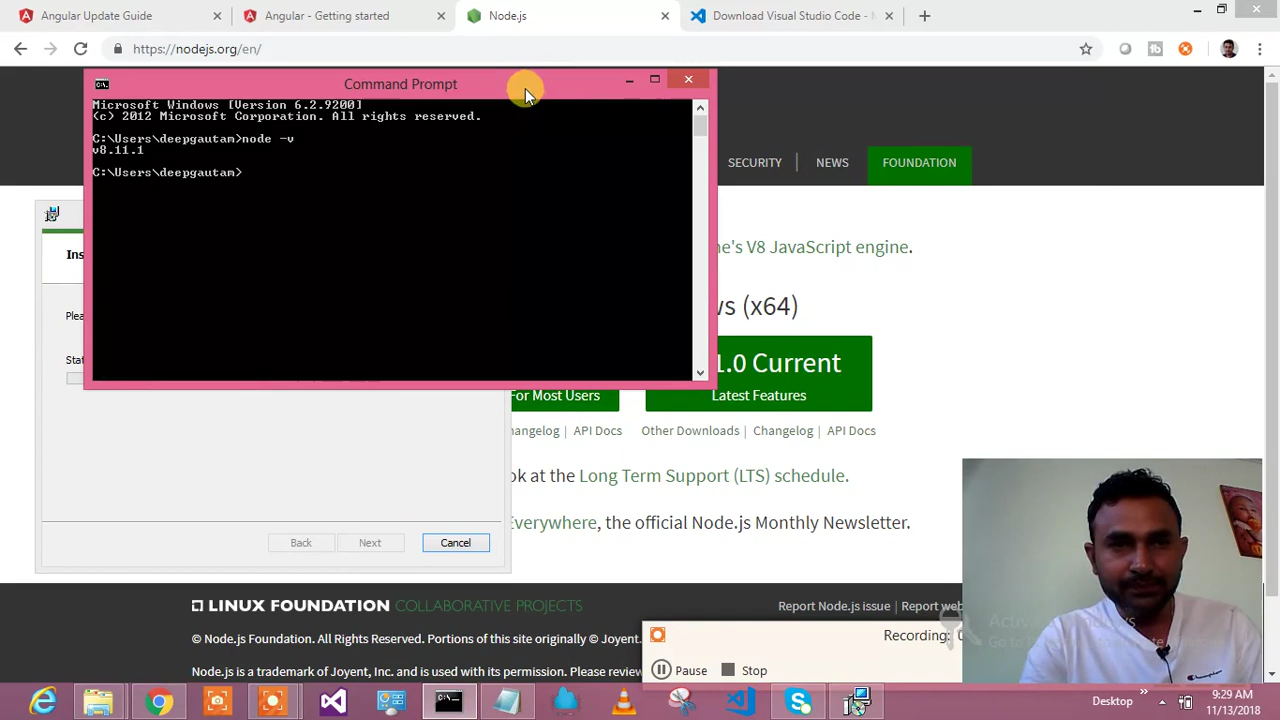 Angular Update Guide
Angular - Getting started
Node.js
Download Visual Studio Code -
https://nodejs.org/en/
Command Prompt
Microsoft Windows [Version 6.2.9200]
(c) 2012 Microsoft Corporation. All rights reserved.
C:\Users\deepgautam>node -v
v8.11.1
C:\Users\deepgautam>
SECURITY
NEWS
FOUNDATION
Ins
Plea
Stat
e's V8 JavaScript engine.
ws (x64)
1.0 Current
For Most Users
Latest Features
hangelog | API Docs
Other Downloads | Changelog | API Docs
ok at the Long Term Support (LTS) schedule.
Everywhere, the official Node.js Monthly Newsletter.
Back
Next
Cancel
LINUX FOUNDATION COLLABORATIVE PROJECTS
Report Node.js issue | Report web
© Node.js Foundation. All Rights Reserved. Portions of this site originally © Joyent.
Node.js is a trademark of Joyent, Inc. and is used with its permission. Please review
Recording:
Pause
Stop
Desktop
9:29 AM
11/13/2018